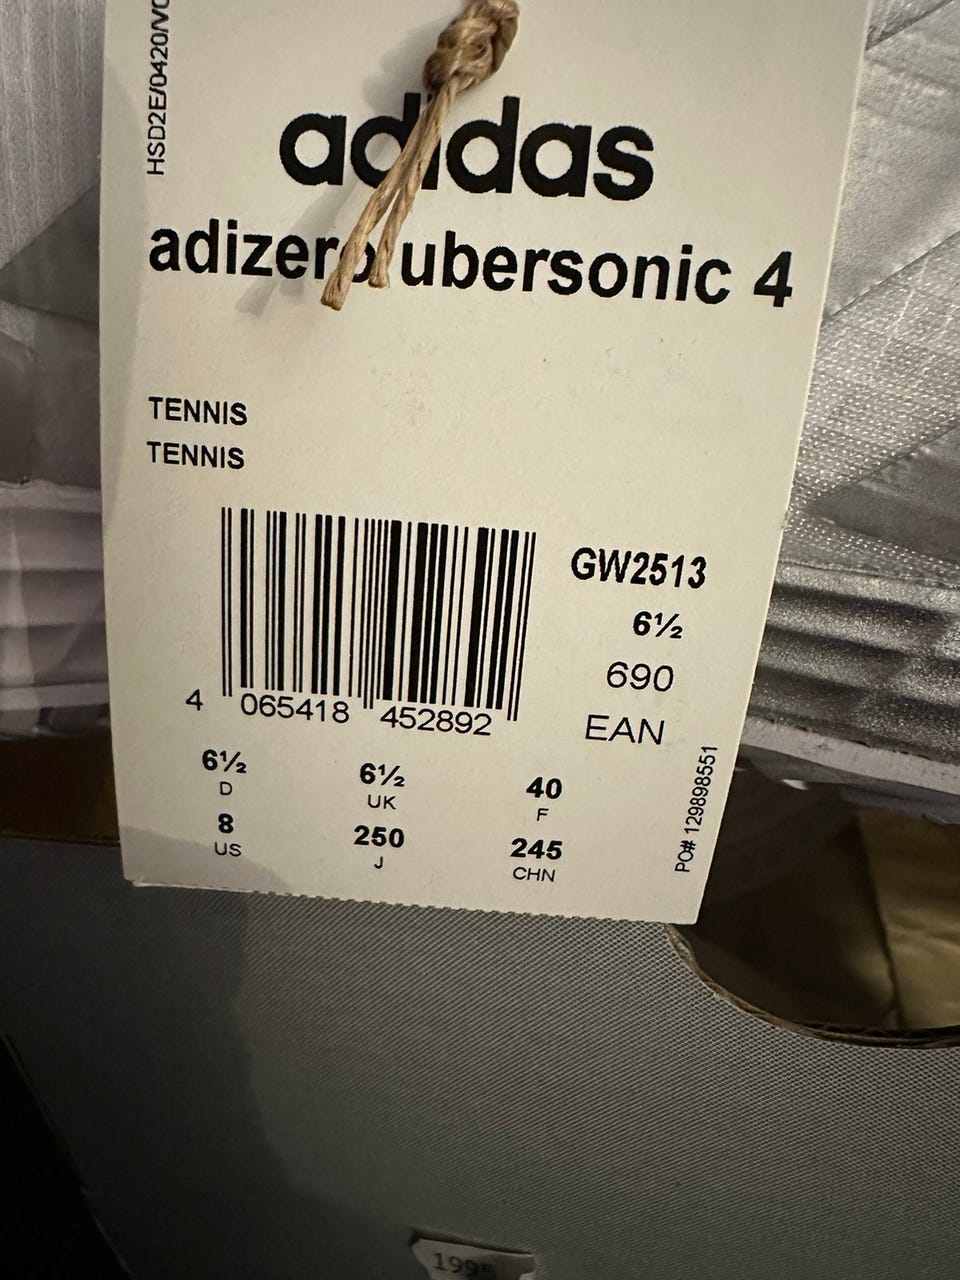 HSD2E/0420/VC
adidas
adizero ubersonic 4
TENNIS
TENNIS
GW2513
6½
690
EAN
4 065418 452892
6½ 6½ 40
D UK F
8 250 245
US J CHN
PO# 129898551